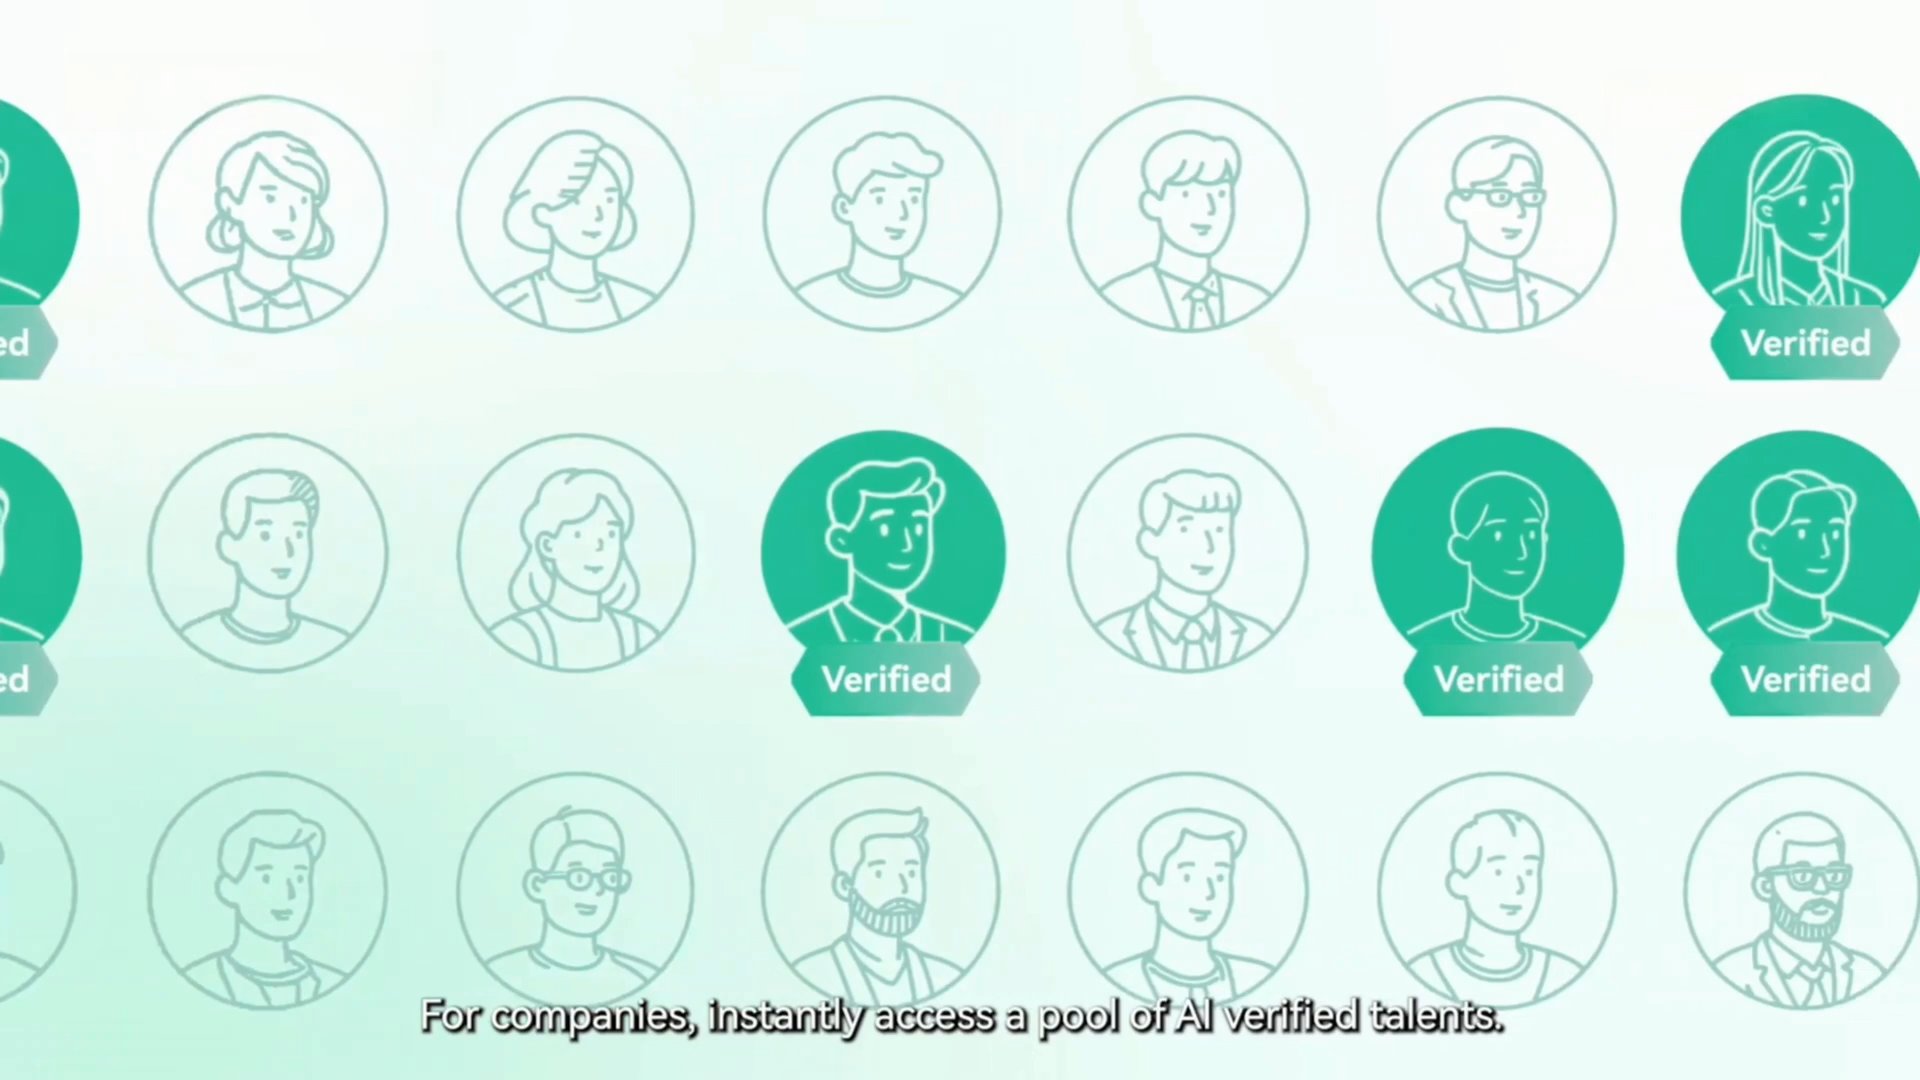 Verified
ed
Verified
Verified
Verified
ed
For companies, instantly access a pool of AI verified talents.